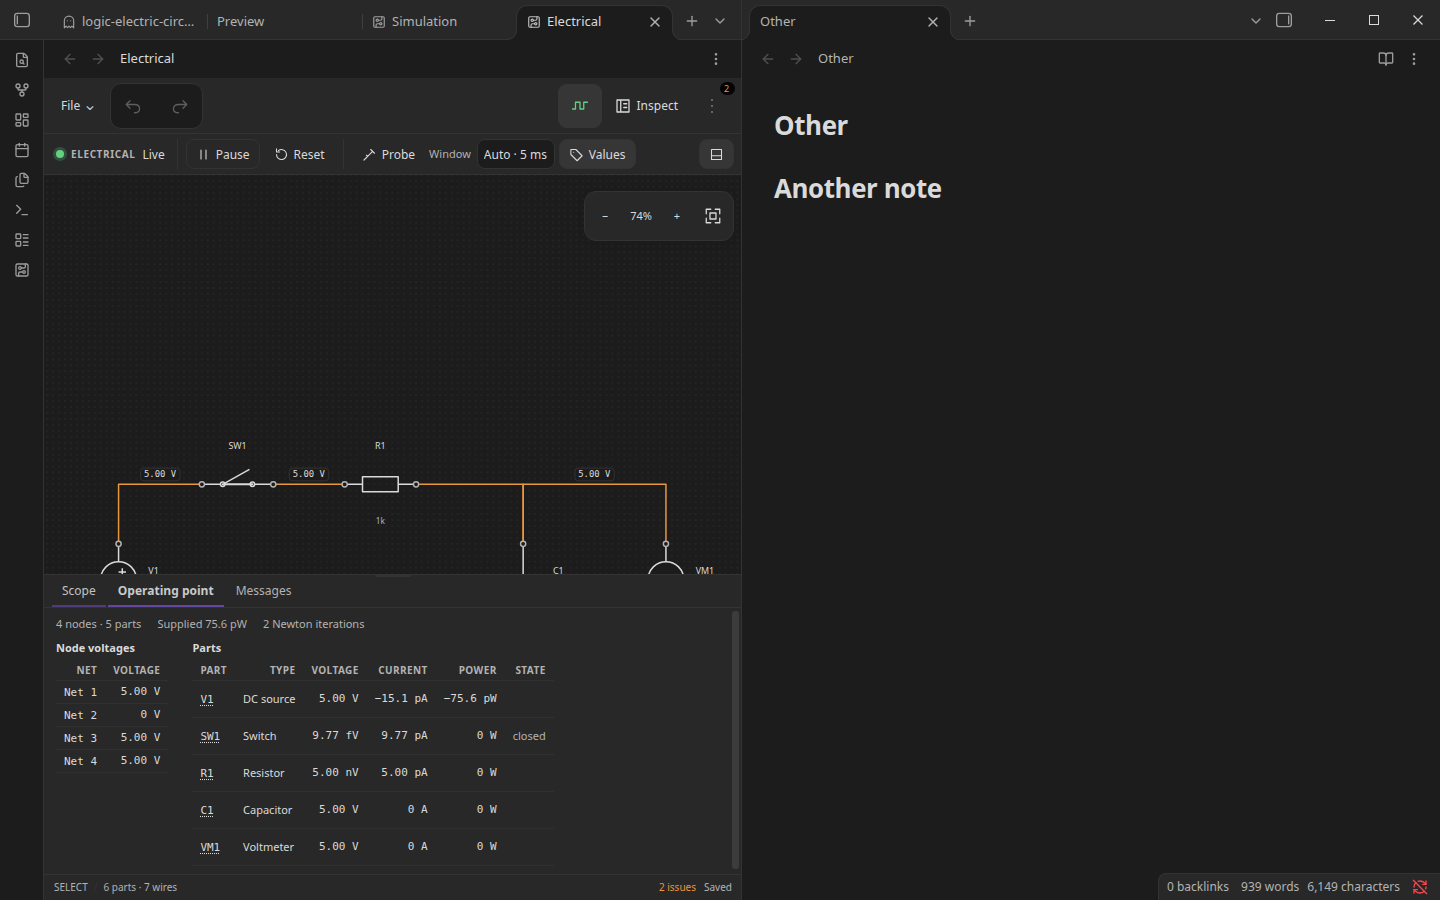 logic-electric-circ...
Preview
Simulation
Electrical
Other
Electrical
Other
File
Inspect
2
ELECTRICAL Live
Pause
Reset
Probe
Window
Auto · 5 ms
Values
− 74% +
Other
Another note
SW1
R1
5.00 V
5.00 V
5.00 V
1k
V1
C1
VM1
Scope
Operating point
Messages
4 nodes · 5 parts
Supplied 75.6 pW
2 Newton iterations
Node voltages
NET VOLTAGE
Net 1 5.00 V
Net 2 0 V
Net 3 5.00 V
Net 4 5.00 V
Parts
PART TYPE VOLTAGE CURRENT POWER STATE
V1 DC source 5.00 V −15.1 pA −75.6 pW
SW1 Switch 9.77 fV 9.77 pA 0 W closed
R1 Resistor 5.00 nV 5.00 pA 0 W
C1 Capacitor 5.00 V 0 A 0 W
VM1 Voltmeter 5.00 V 0 A 0 W
SELECT
6 parts · 7 wires
2 issues
Saved
0 backlinks
939 words
6,149 characters